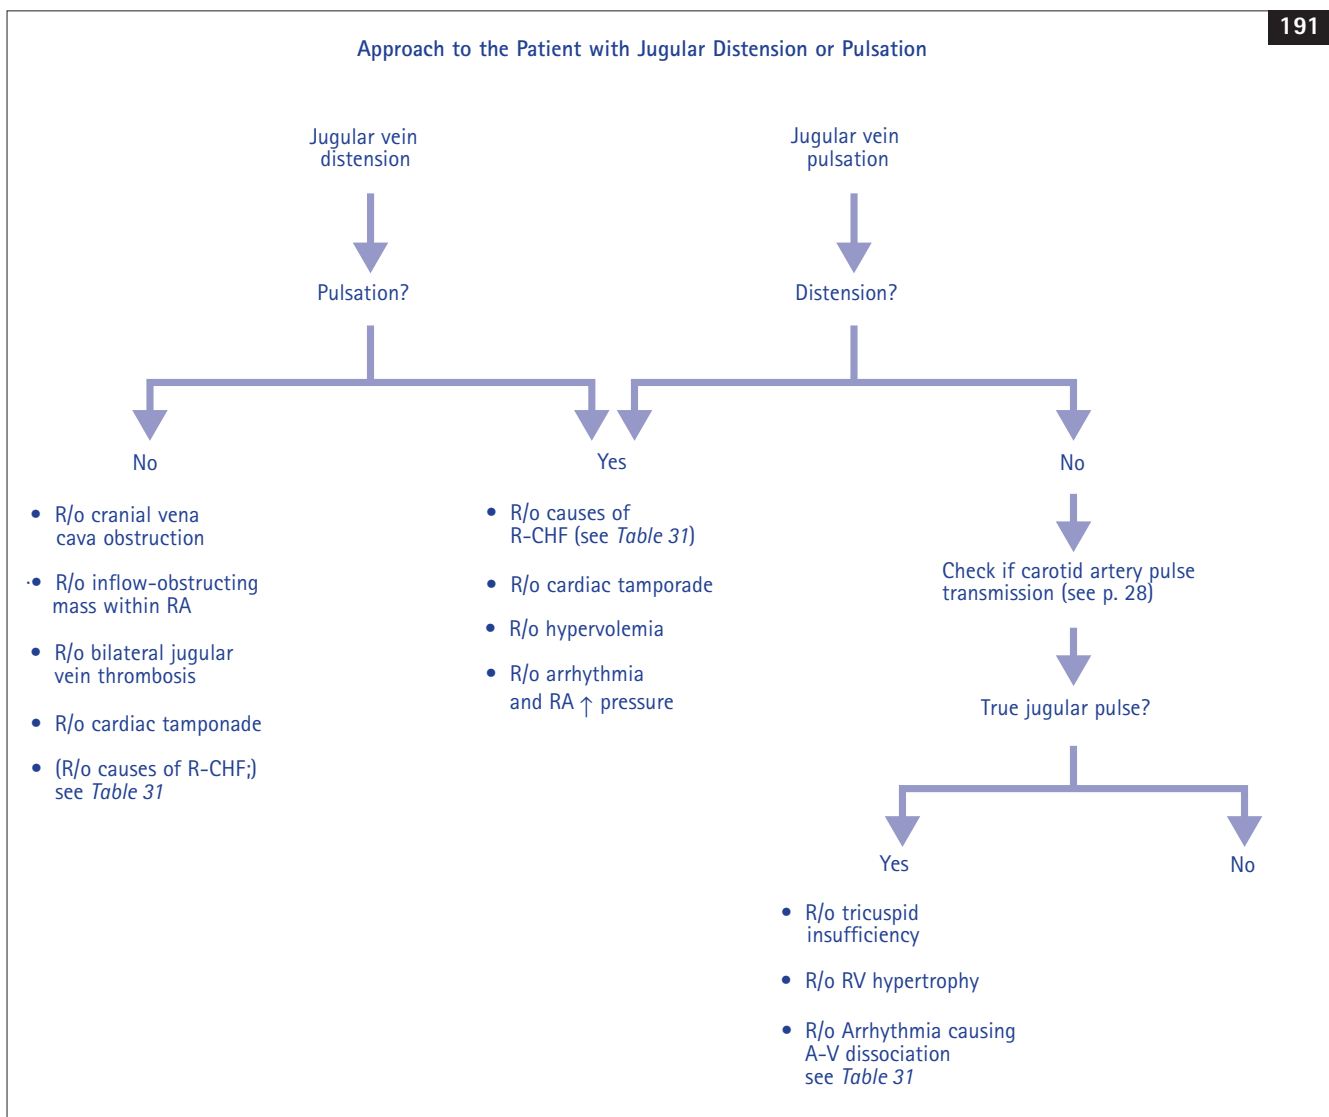 191
Approach to the Patient with Jugular Distension or Pulsation
Jugular vein
distension
Jugular vein
pulsation
Pulsation?
Distension?
No
Yes
No
• R/o cranial vena
cava obstruction
• R/o inflow-obstructing
mass within RA
• R/o bilateral jugular
vein thrombosis
• R/o cardiac tamponade
• (R/o causes of R-CHF;)
see Table 31
• R/o causes of
R-CHF (see Table 31)
• R/o cardiac tamporade
• R/o hypervolemia
• R/o arrhythmia
and RA ↑ pressure
Check if carotid artery pulse
transmission (see p. 28)
True jugular pulse?
Yes
No
• R/o tricuspid
insufficiency
• R/o RV hypertrophy
• R/o Arrhythmia causing
A-V dissociation
see Table 31